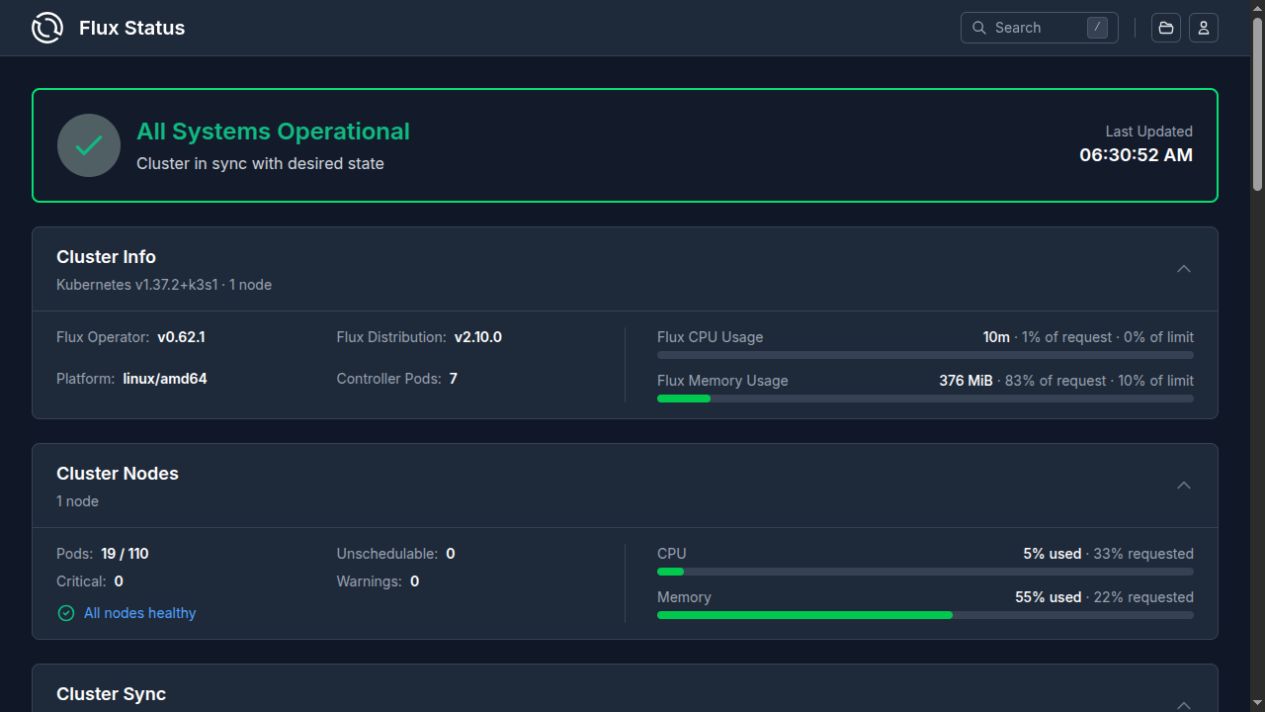 Flux Status
Search /
All Systems Operational
Cluster in sync with desired state
Last Updated
06:30:52 AM
Cluster Info
Kubernetes v1.37.2+k3s1 · 1 node
Flux Operator: v0.62.1
Flux Distribution: v2.10.0
Platform: linux/amd64
Controller Pods: 7
Flux CPU Usage 10m · 1% of request · 0% of limit
Flux Memory Usage 376 MiB · 83% of request · 10% of limit
Cluster Nodes
1 node
Pods: 19 / 110
Unschedulable: 0
Critical: 0
Warnings: 0
All nodes healthy
CPU 5% used · 33% requested
Memory 55% used · 22% requested
Cluster Sync